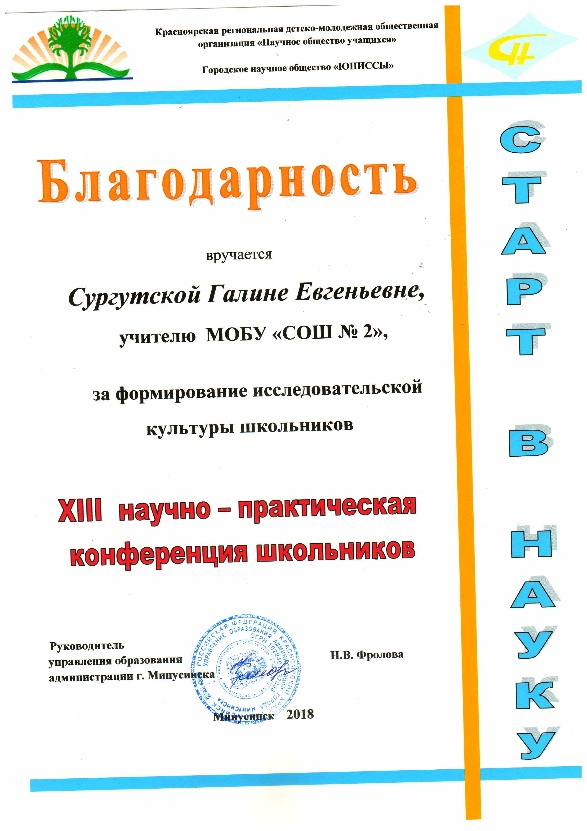 Красноярская региональная детско-молодежная общественная
организация «Научное общество учащихся»
Городское научное общество «ЮНИССЫ»
СН
Благодарность
вручается
Сургутской Галине Евгеньевне,
учителю МОБУ «СОШ № 2»,
за формирование исследовательской
культуры школьников
XIII научно – практическая
конференция школьников
Руководитель
управления образования
администрации г. Минусинска
Н.В. Фролова
Минусинск 2018
СТАРТ В НАУКУ